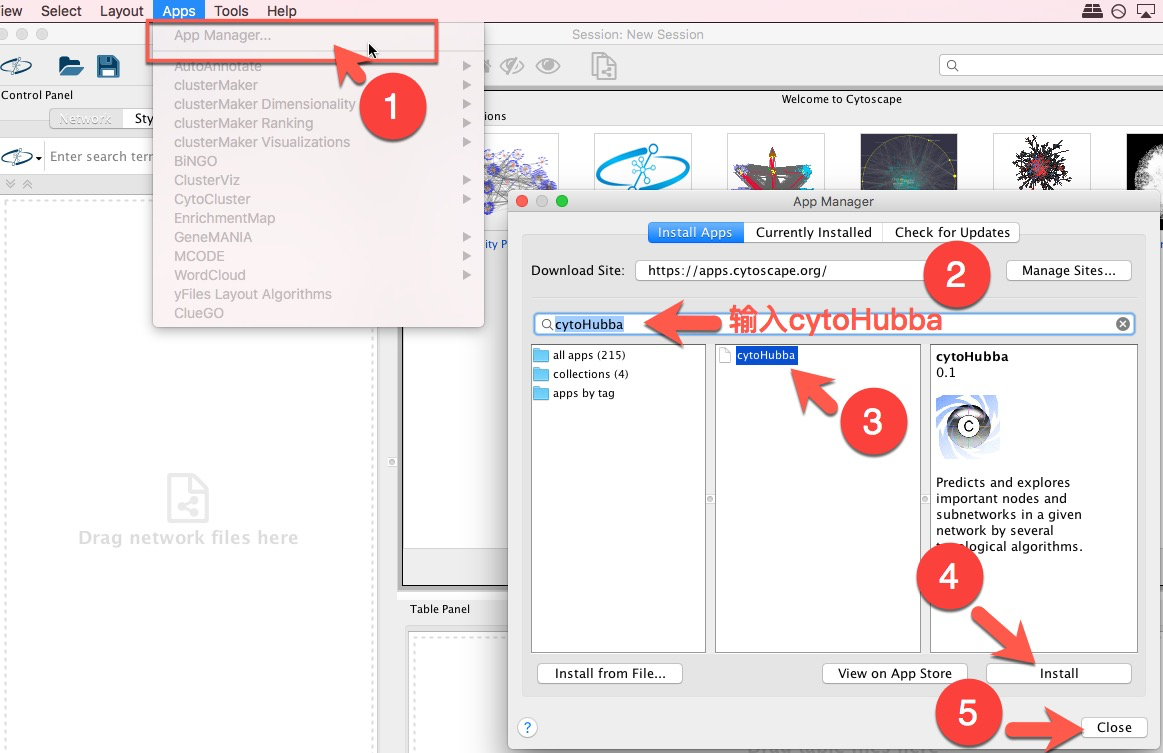 iew Select Layout Apps Tools Help
App Manager...
Session: New Session
AutoAnnotate
clusterMaker
clusterMaker Dimensionality
clusterMaker Ranking
clusterMaker Visualizations
BiNGO
ClusterViz
CytoCluster
EnrichmentMap
GeneMANIA
MCODE
WordCloud
yFiles Layout Algorithms
ClueGO
1
Control Panel
Network Sty
Enter search tern
Drag network files here
Welcome to Cytoscape
ions
ity P
App Manager
Install Apps Currently Installed Check for Updates
Download Site: https://apps.cytoscape.org/ 2 Manage Sites...
cytoHubba 输入cytoHubba
all apps (215)
collections (4)
apps by tag
cytoHubba
3
cytoHubba
0.1
C
Predicts and explores
important nodes and
subnetworks in a given
network by several
logical algorithms.
4
Install from File... View on App Store Install
5
? Close
Table Panel
Drag table files here